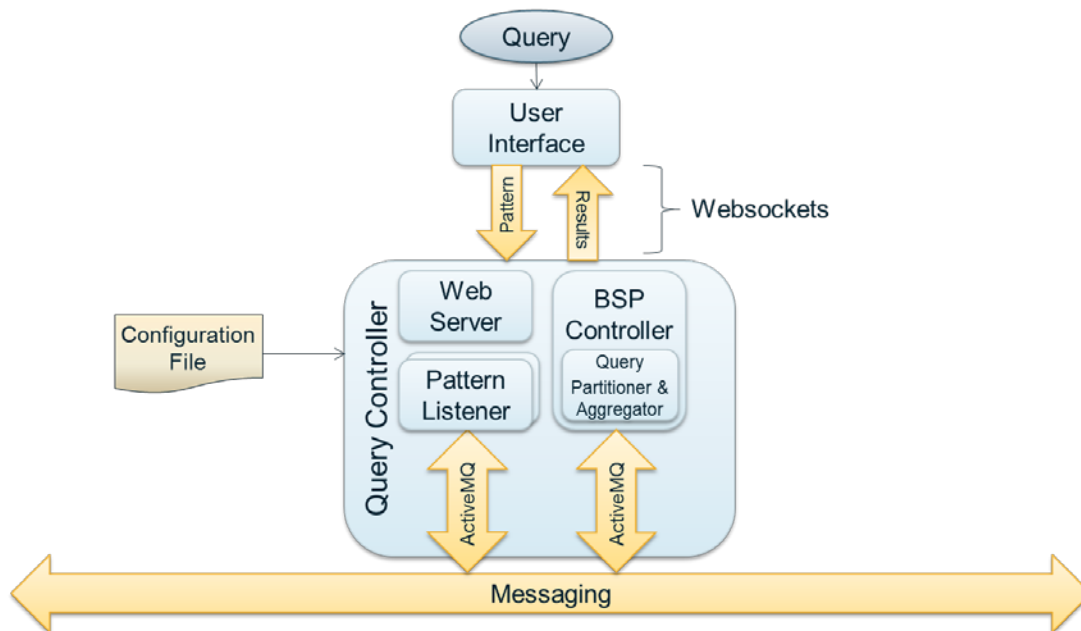 Query
User
Interface
Pattern
Results
Websockets
Configuration
File
Query Controller
Web
Server
Pattern
Listener
BSP
Controller
Query
Partitioner &
Aggregator
ActiveMQ
ActiveMQ
Messaging